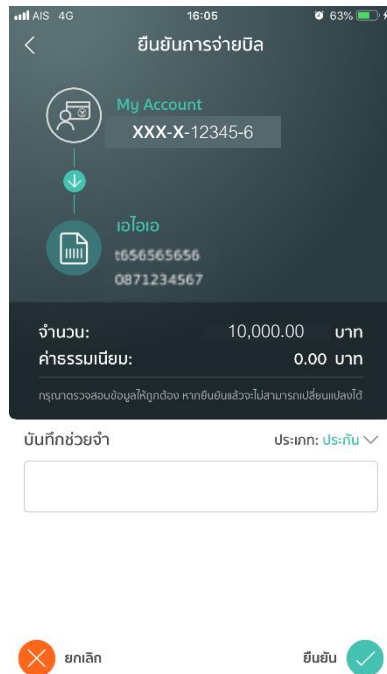 AIS 4G 16:05 63%
ยืนยันการจ่ายบิล
My Account
XXX-X-12345-6
เอไอเอ
t656565656
0871234567
จำนวน: 10,000.00 บาท
ค่าธรรมเนียม: 0.00 บาท
กรุณาตรวจสอบข้อมูลให้ถูกต้อง หากยืนยันแล้วจะไม่สามารถเปลี่ยนแปลงได้
บันทึกช่วยจำ ประเภท: ประกัน
ยกเลิก ยืนยัน